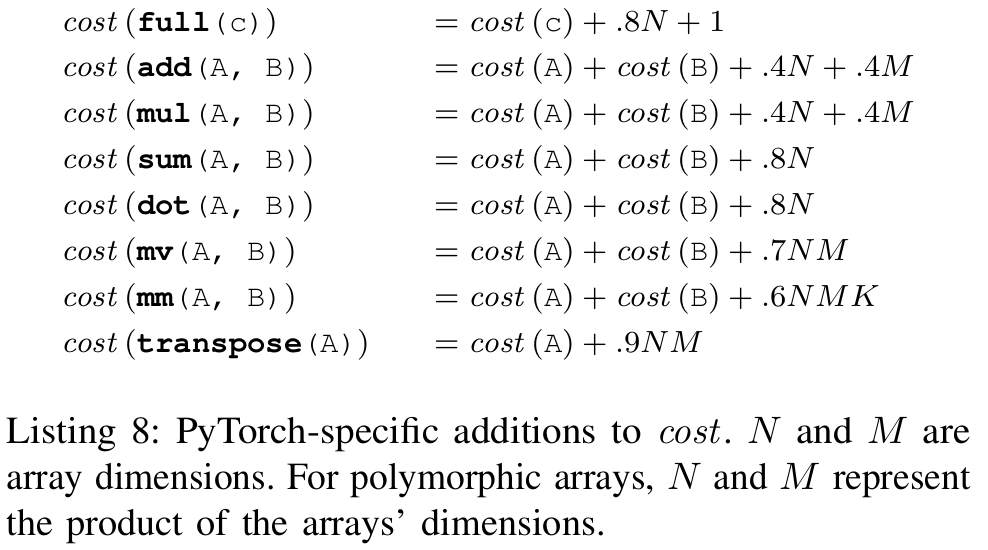 cost(full(c)) = cost(c) + .8N + 1
cost(add(A, B)) = cost(A) + cost(B) + .4N + .4M
cost(mul(A, B)) = cost(A) + cost(B) + .4N + .4M
cost(sum(A, B)) = cost(A) + cost(B) + .8N
cost(dot(A, B)) = cost(A) + cost(B) + .8N
cost(mv(A, B)) = cost(A) + cost(B) + .7NM
cost(mm(A, B)) = cost(A) + cost(B) + .6NMK
cost(transpose(A)) = cost(A) + .9NM
Listing 8: PyTorch-specific additions to cost. N and M are
array dimensions. For polymorphic arrays, N and M represent
the product of the arrays' dimensions.